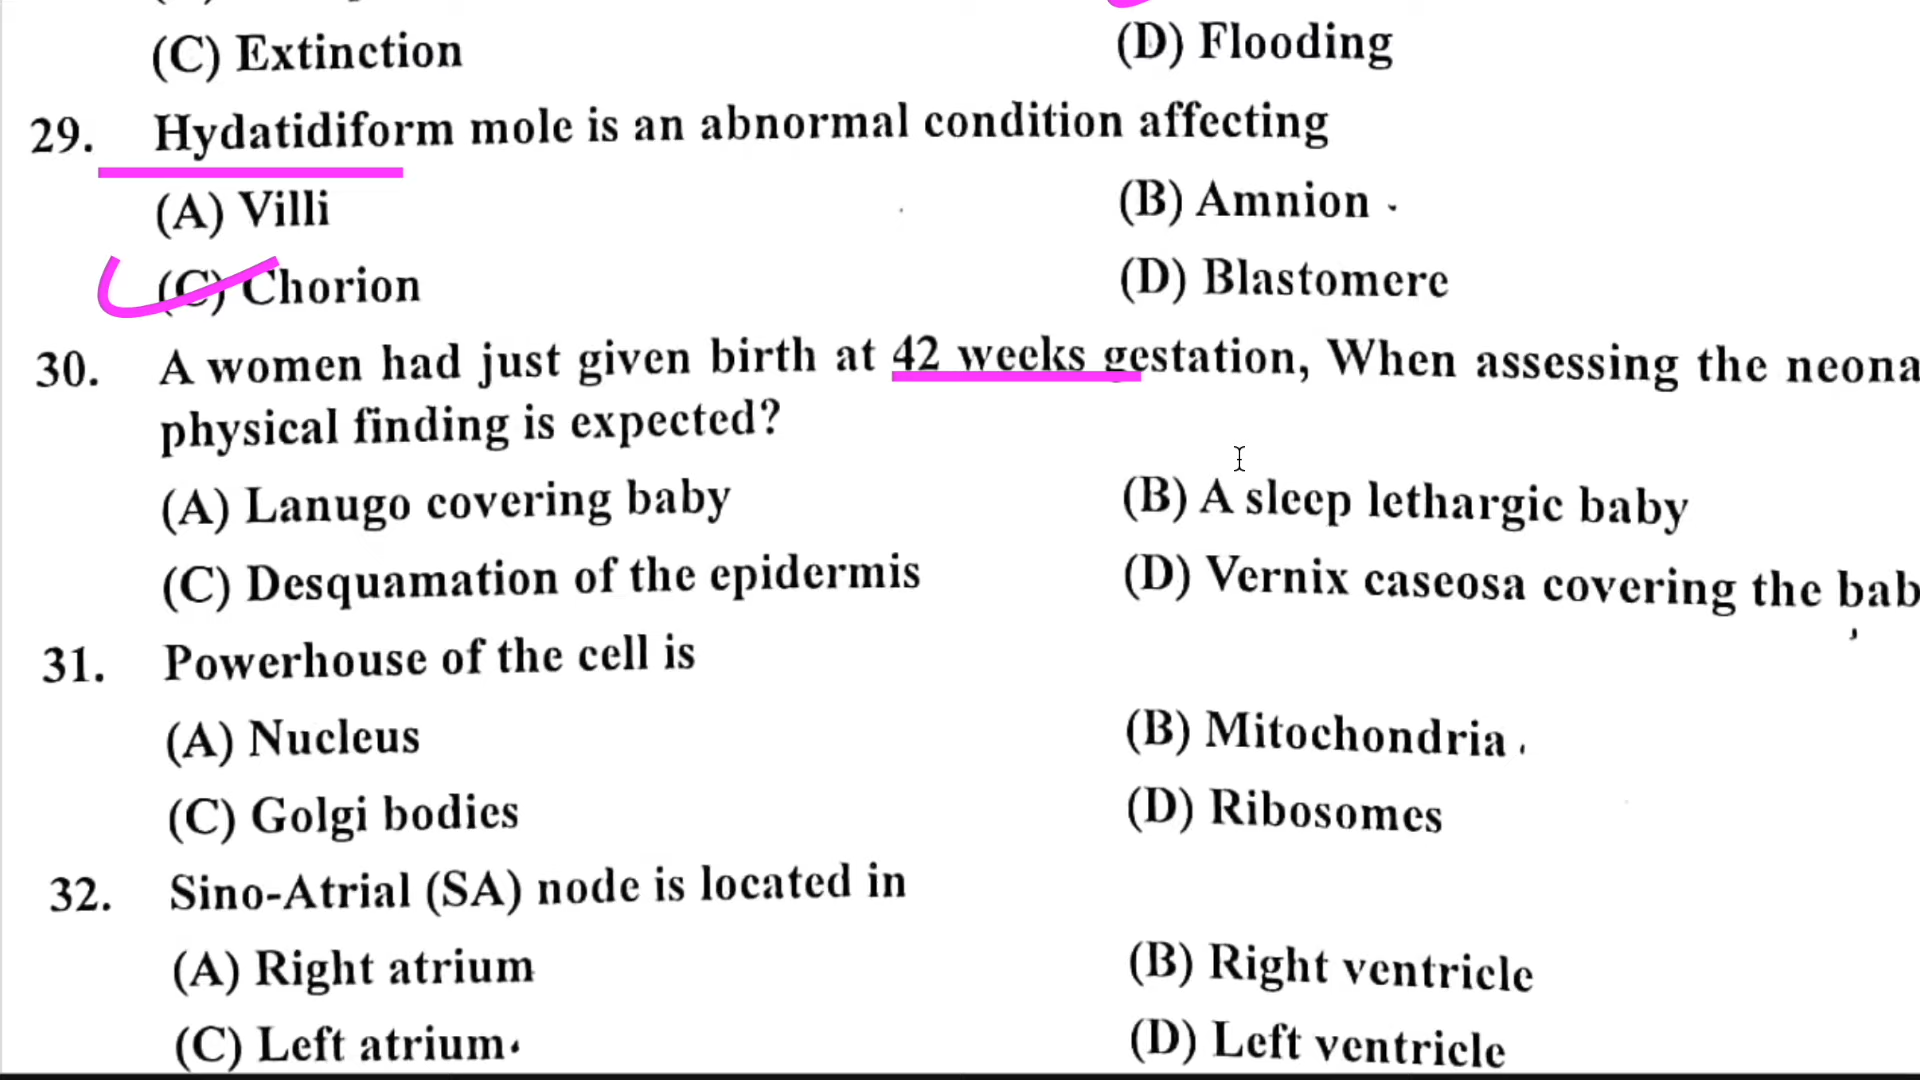 (C) Extinction
(D) Flooding
29. Hydatidiform mole is an abnormal condition affecting
(A) Villi
(B) Amnion
(C) Chorion
(D) Blastomere
30. A women had just given birth at 42 weeks gestation, When assessing the neona
physical finding is expected?
(A) Lanugo covering baby
(B) A sleep lethargic baby
(C) Desquamation of the epidermis
(D) Vernix caseosa covering the bab
31. Powerhouse of the cell is
(A) Nucleus
(B) Mitochondria
(C) Golgi bodies
(D) Ribosomes
32. Sino-Atrial (SA) node is located in
(A) Right atrium
(B) Right ventricle
(C) Left atrium
(D) Left ventricle